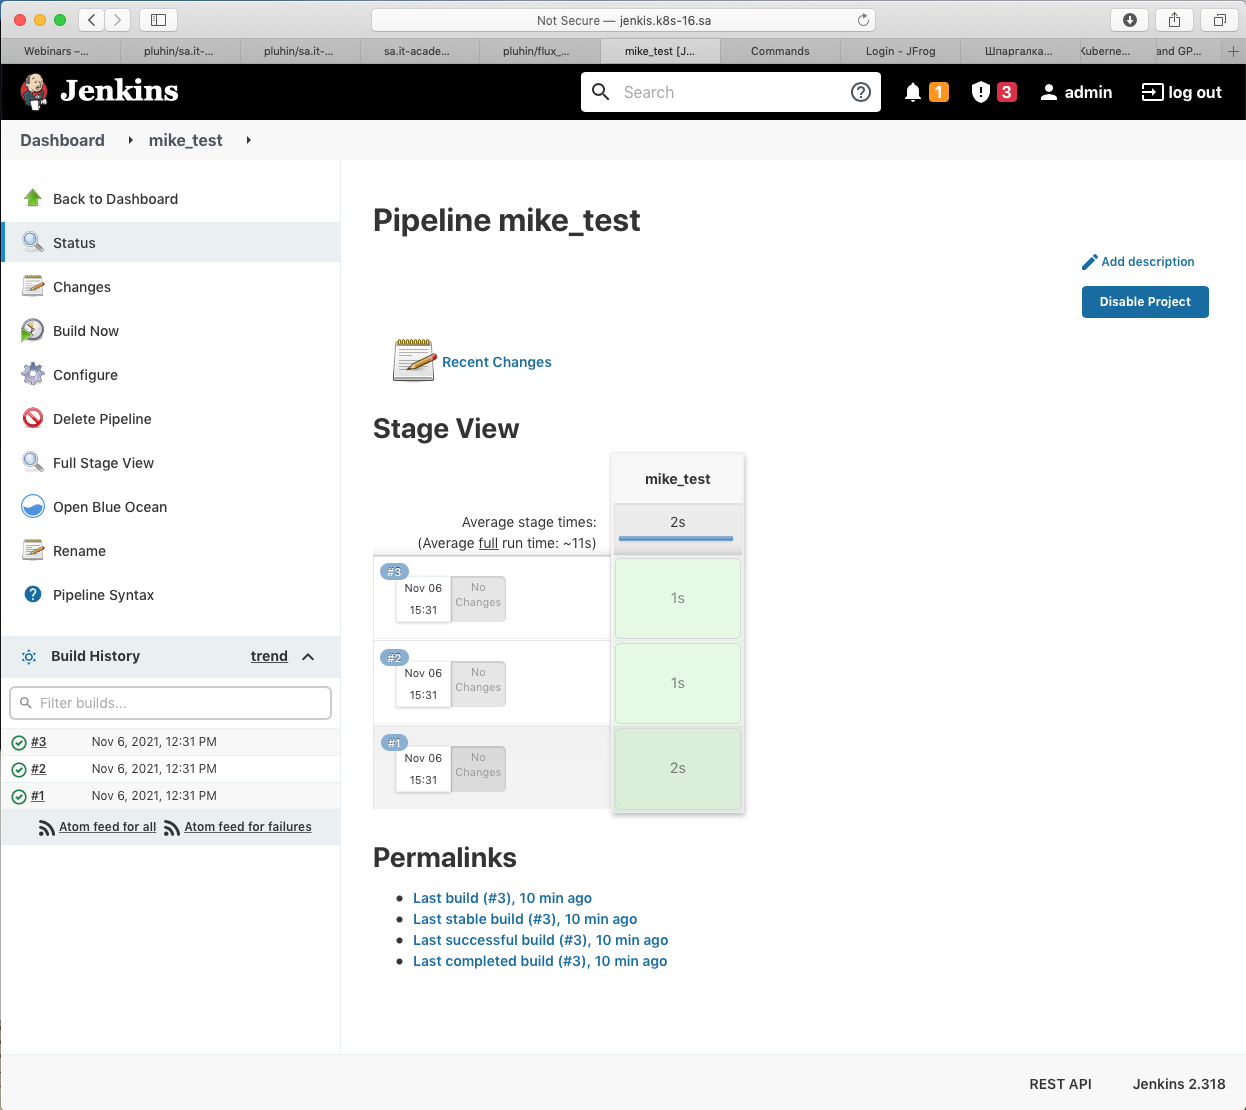 Not Secure — jenkis.k8s-16.sa
Webinars –...
pluhin/sa.it-...
pluhin/sa.it-...
sa.it-acade...
pluhin/flux_...
mike_test [J...
Commands
Login - JFrog
Шпаргалка...
Kuberne...
and GP...
Jenkins
Search
1
3
admin
log out
Dashboard
mike_test
Back to Dashboard
Status
Changes
Build Now
Configure
Delete Pipeline
Full Stage View
Open Blue Ocean
Rename
Pipeline Syntax
Build History
trend
Filter builds...
#3 Nov 6, 2021, 12:31 PM
#2 Nov 6, 2021, 12:31 PM
#1 Nov 6, 2021, 12:31 PM
Atom feed for all Atom feed for failures
Pipeline mike_test
Add description
Disable Project
Recent Changes
Stage View
mike_test
Average stage times:
(Average full run time: ~11s)
2s
#3
Nov 06
15:31
No
Changes
1s
#2
Nov 06
15:31
No
Changes
1s
#1
Nov 06
15:31
No
Changes
2s
Permalinks
Last build (#3), 10 min ago
Last stable build (#3), 10 min ago
Last successful build (#3), 10 min ago
Last completed build (#3), 10 min ago
REST API
Jenkins 2.318